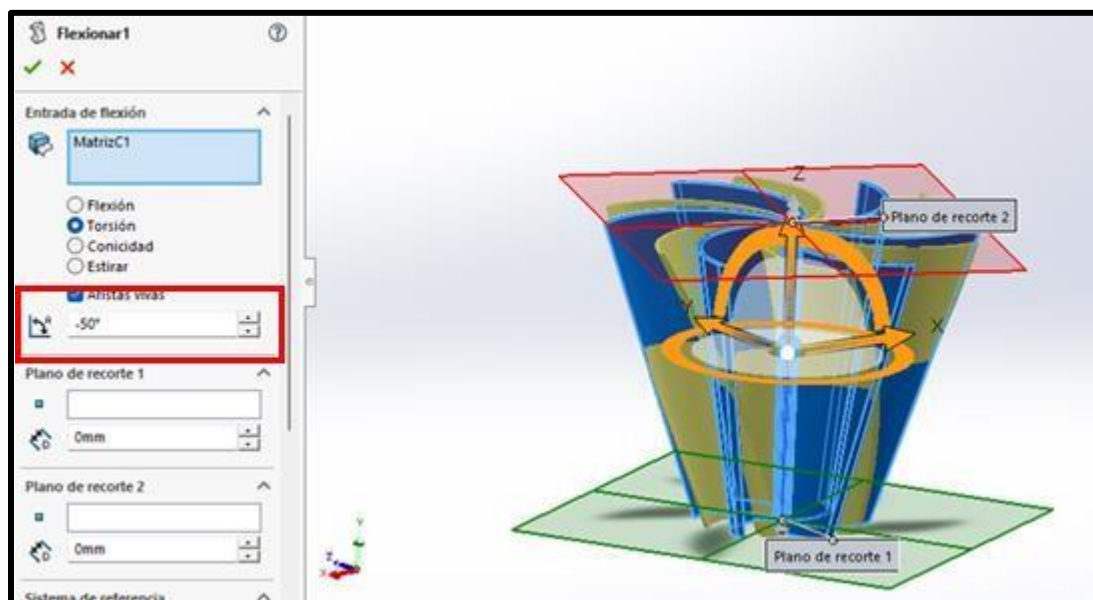 Flexionar1
Entrada de flexión
MatrizC1
Flexión
Torsión
Conicidad
Estirar
Aristas vivas
-50°
Plano de recorte 1
0mm
Plano de recorte 2
0mm
Sistema de referencia
Z
Plano de recorte 2
Y
X
Plano de recorte 1
Y
Z
X